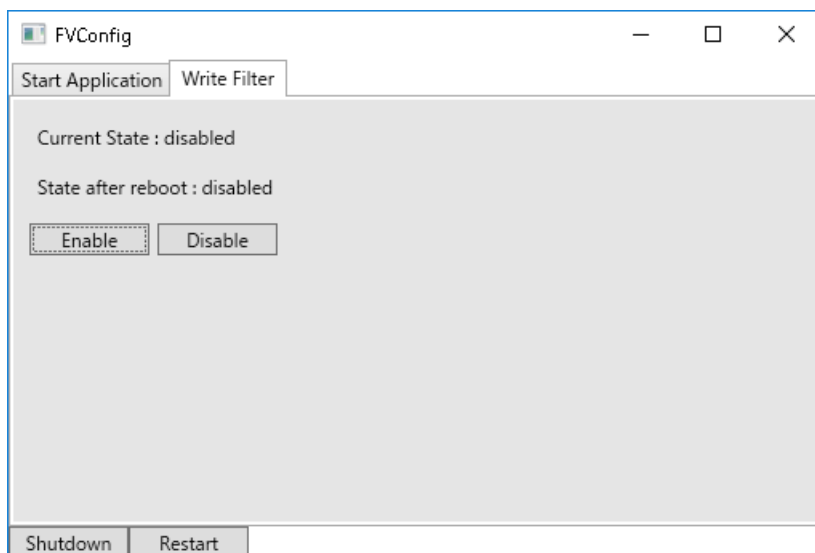 FVConfig
Start Application Write Filter
Current State : disabled
State after reboot : disabled
Enable Disable
Shutdown Restart